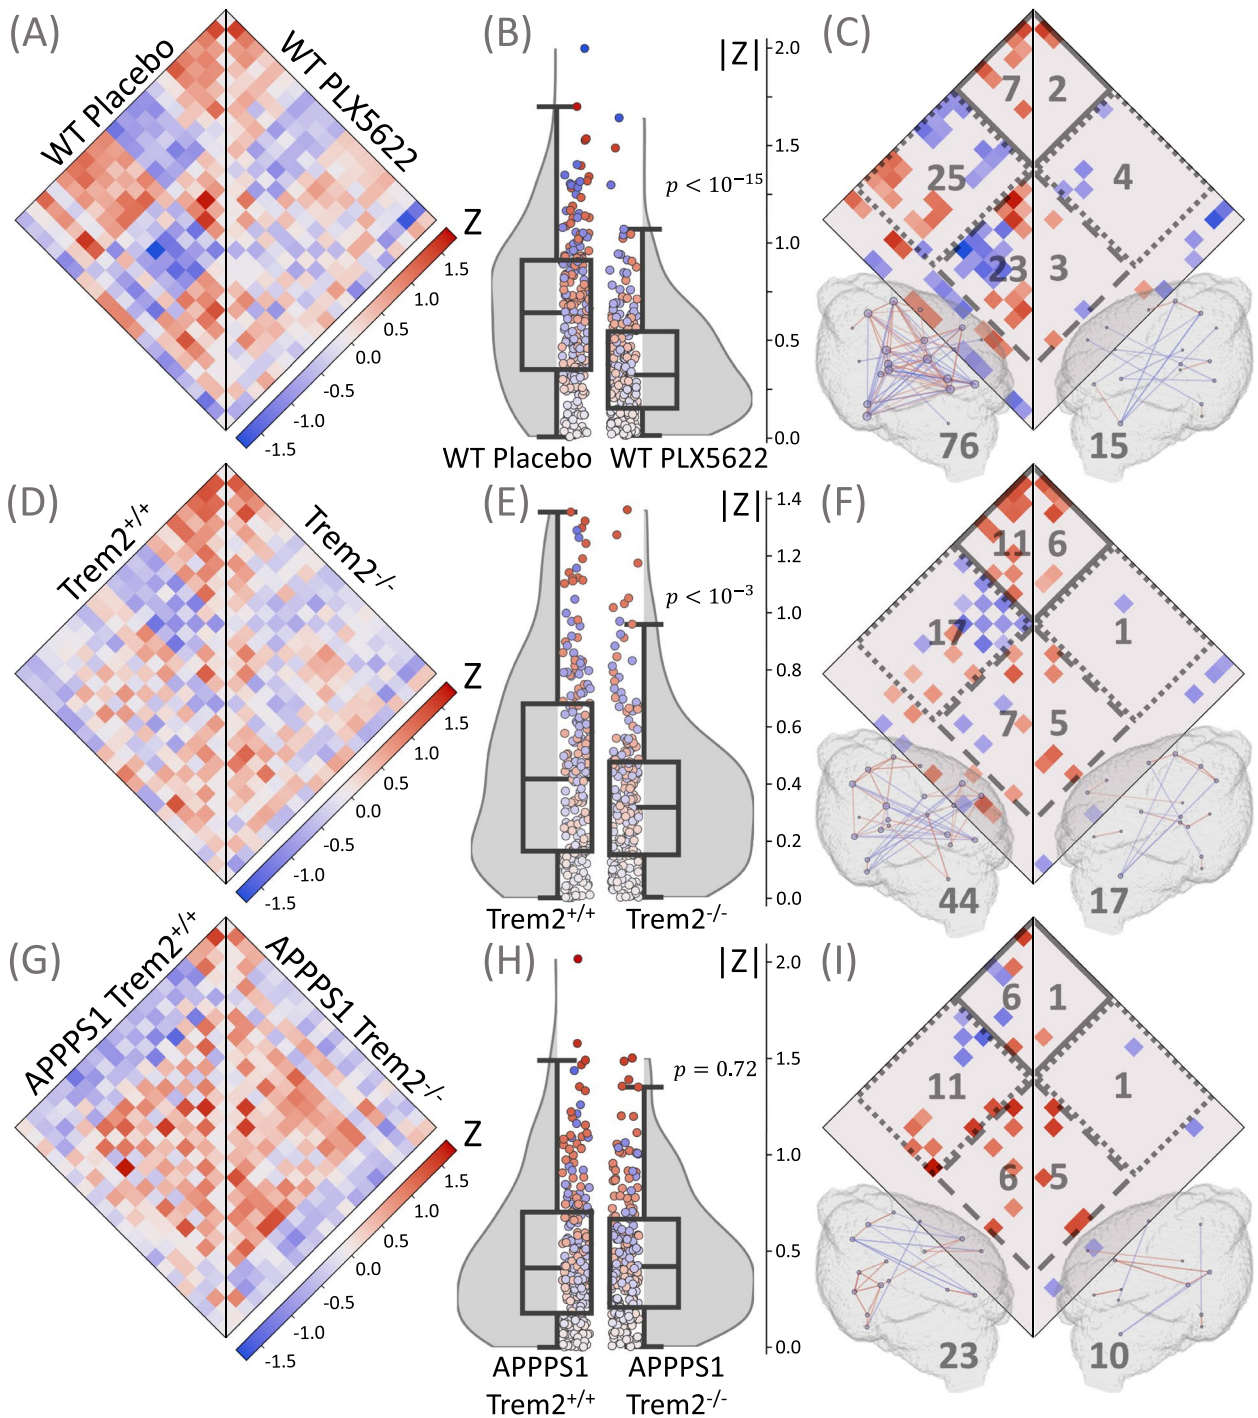 (A)
WT Placebo
WT PLX5622
Z
1.5
1.0
0.5
0.0
-0.5
-1.0
-1.5
(B)
|Z|
2.0
1.5
1.0
0.5
0.0
p < 10⁻¹⁵
WT Placebo
WT PLX5622
(C)
7
2
25
4
23
3
76
15
(D)
Trem2⁺/⁺
Trem2⁻/⁻
Z
1.5
1.0
0.5
0.0
-0.5
-1.0
-1.5
(E)
|Z|
1.4
1.2
1.0
0.8
0.6
0.4
0.2
0.0
p < 10⁻³
Trem2⁺/⁺
Trem2⁻/⁻
(F)
11
6
17
1
7
5
44
17
(G)
APPPS1 Trem2⁺/⁺
APPPS1 Trem2⁻/⁻
Z
1.5
1.0
0.5
0.0
-0.5
-1.0
-1.5
(H)
|Z|
2.0
1.5
1.0
0.5
0.0
p = 0.72
APPPS1
Trem2⁺/⁺
APPPS1
Trem2⁻/⁻
(I)
6
1
11
1
6
5
23
10